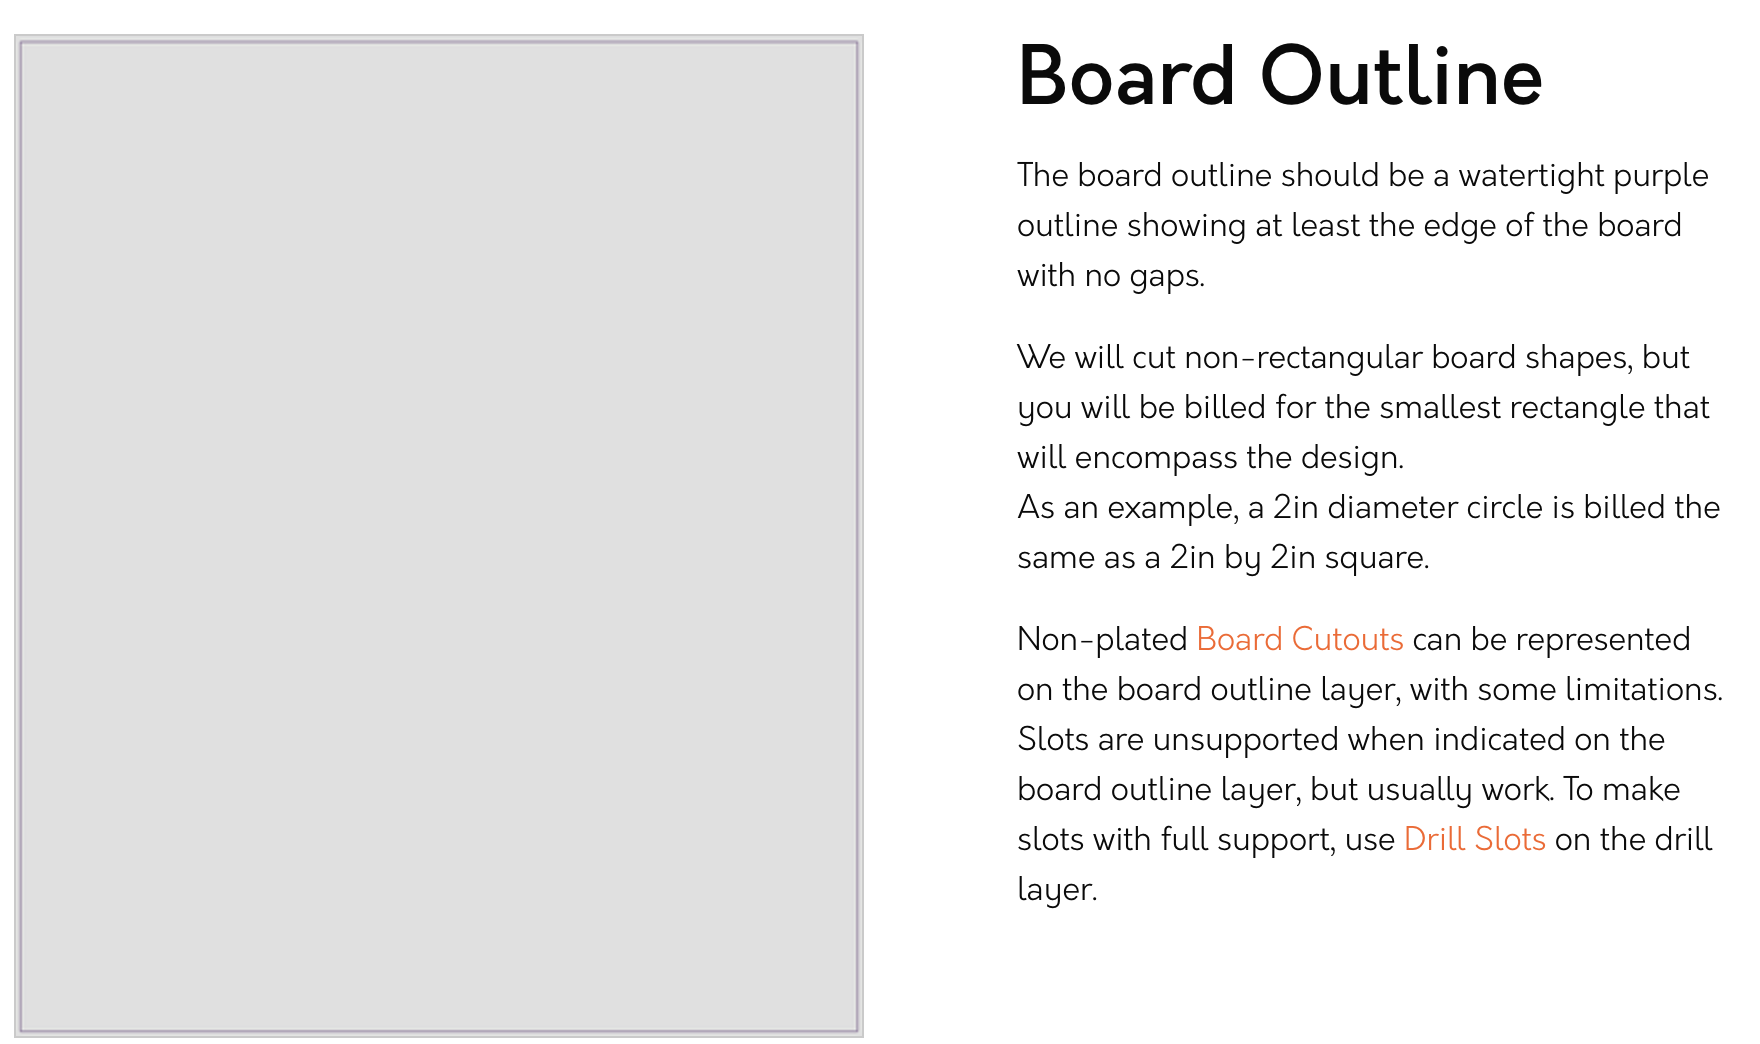 Board Outline
The board outline should be a watertight purple
outline showing at least the edge of the board
with no gaps.
We will cut non-rectangular board shapes, but
you will be billed for the smallest rectangle that
will encompass the design.
As an example, a 2in diameter circle is billed the
same as a 2in by 2in square.
Non-plated Board Cutouts can be represented
on the board outline layer, with some limitations.
Slots are unsupported when indicated on the
board outline layer, but usually work. To make
slots with full support, use Drill Slots on the drill
layer.